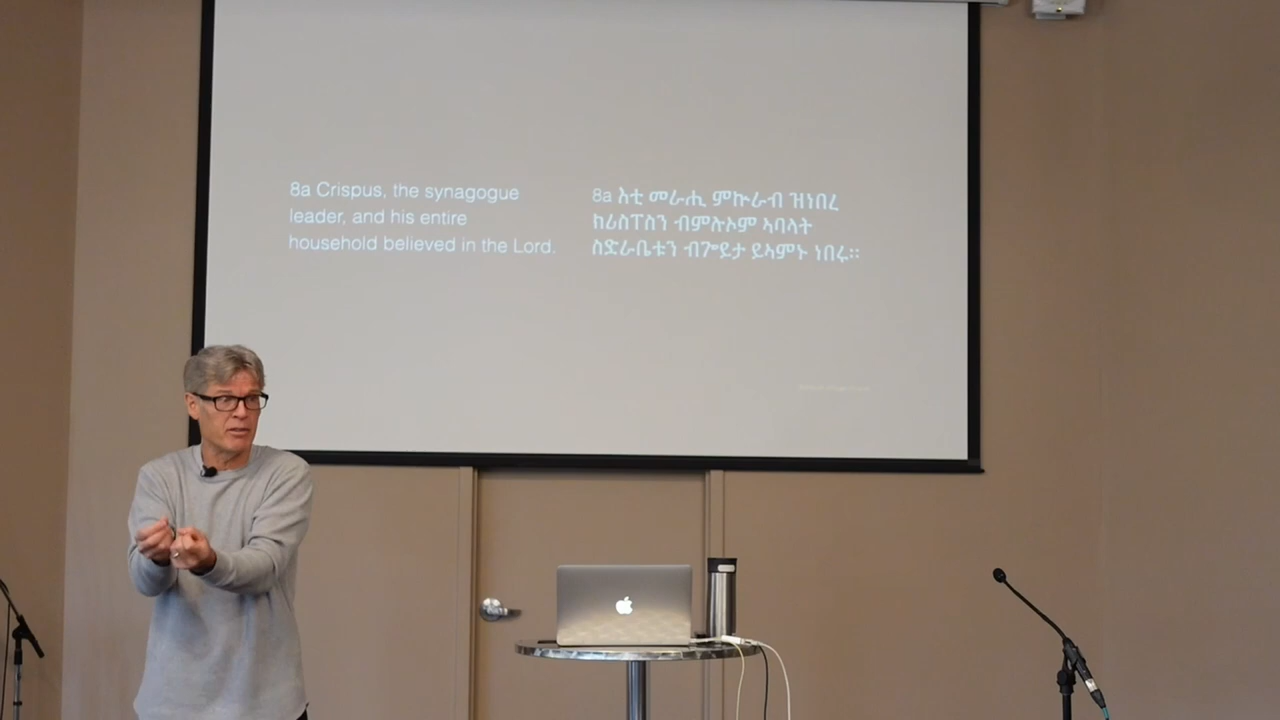 8a Crispus, the synagogue
leader, and his entire
household believed in the Lord.
8a እቲ መራሒ ምኵራብ ዝነበረ
ክሪስጶስን ብምሉኦም ኣባላት
ስድራቤቱን ብጐይታ ይኣምኑ ነበሩ።